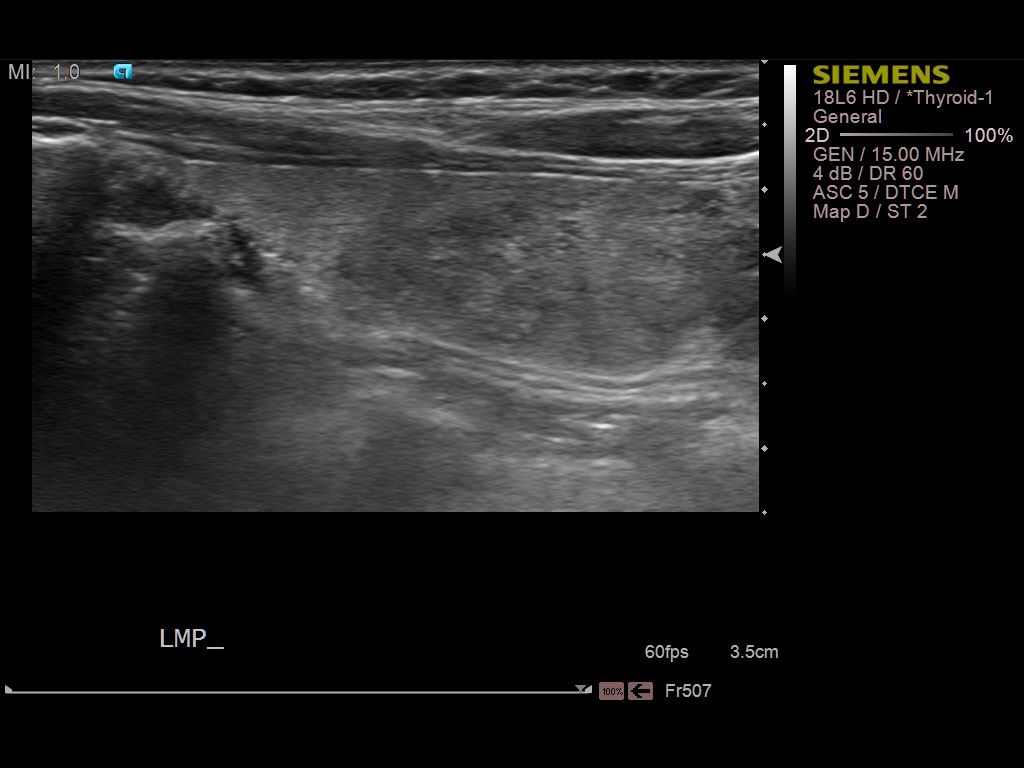 MI: 1.0
SIEMENS
18L6 HD / *Thyroid-1
General
2D 100%
GEN / 15.00 MHz
4 dB / DR 60
ASC 5 / DTCE M
Map D / ST 2
LMP_
60fps 3.5cm
100% Fr507